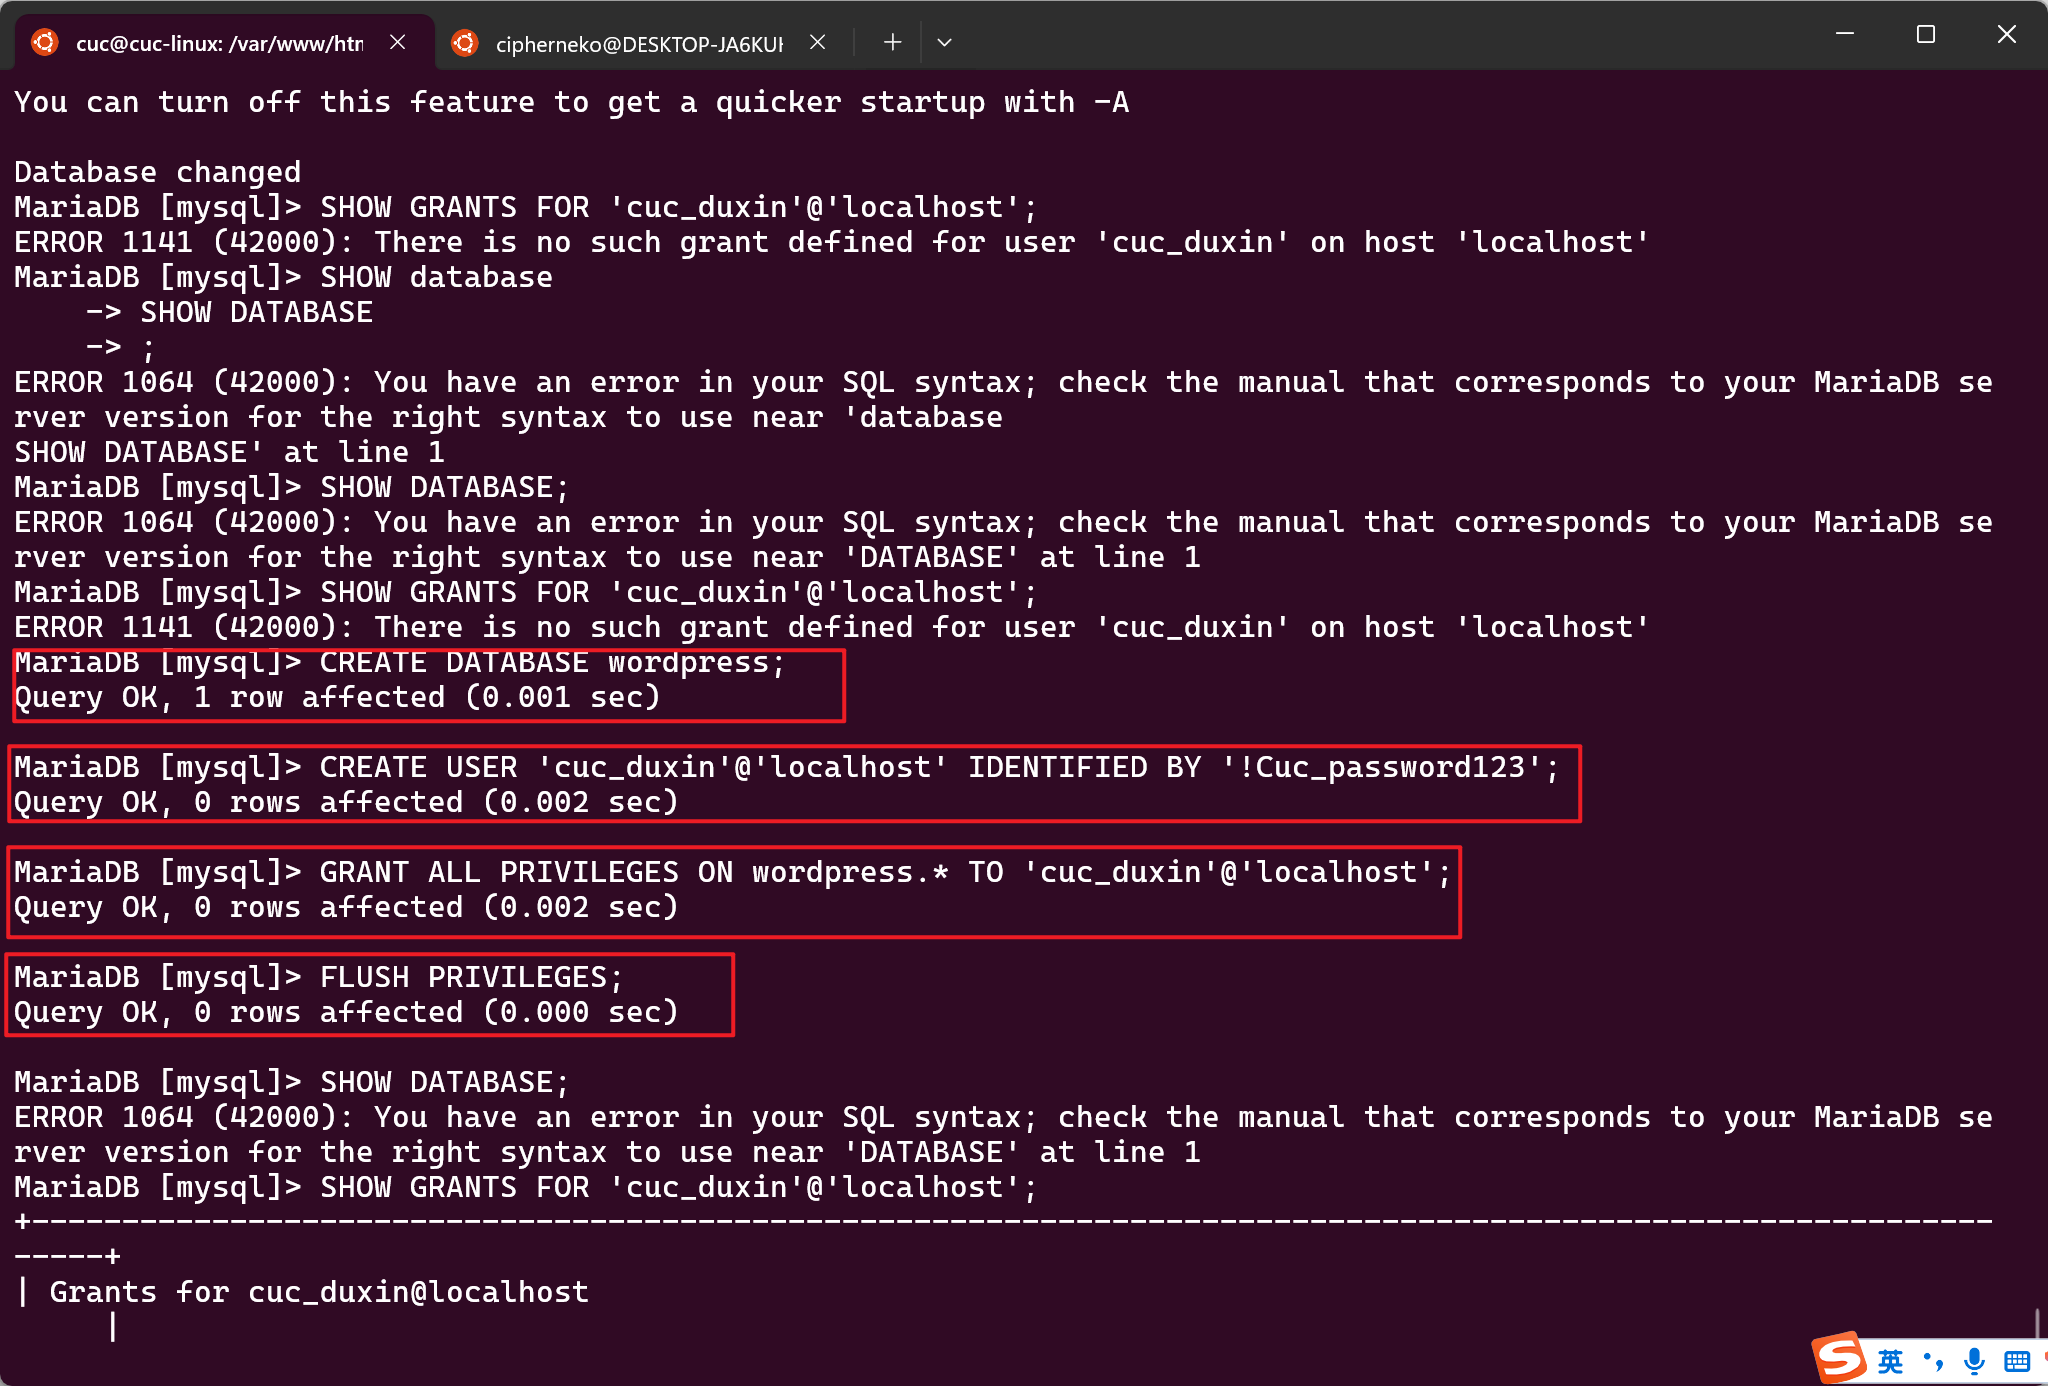 cuc@cuc-linux: /var/www/htm
cipherneko@DESKTOP-JA6KU
You can turn off this feature to get a quicker startup with -A
Database changed
MariaDB [mysql]> SHOW GRANTS FOR 'cuc_duxin'@'localhost';
ERROR 1141 (42000): There is no such grant defined for user 'cuc_duxin' on host 'localhost'
MariaDB [mysql]> SHOW database
    -> SHOW DATABASE
    -> ;
ERROR 1064 (42000): You have an error in your SQL syntax; check the manual that corresponds to your MariaDB se
rver version for the right syntax to use near 'database
SHOW DATABASE' at line 1
MariaDB [mysql]> SHOW DATABASE;
ERROR 1064 (42000): You have an error in your SQL syntax; check the manual that corresponds to your MariaDB se
rver version for the right syntax to use near 'DATABASE' at line 1
MariaDB [mysql]> SHOW GRANTS FOR 'cuc_duxin'@'localhost';
ERROR 1141 (42000): There is no such grant defined for user 'cuc_duxin' on host 'localhost'
MariaDB [mysql]> CREATE DATABASE wordpress;
Query OK, 1 row affected (0.001 sec)
MariaDB [mysql]> CREATE USER 'cuc_duxin'@'localhost' IDENTIFIED BY '!Cuc_password123';
Query OK, 0 rows affected (0.002 sec)
MariaDB [mysql]> GRANT ALL PRIVILEGES ON wordpress.* TO 'cuc_duxin'@'localhost';
Query OK, 0 rows affected (0.002 sec)
MariaDB [mysql]> FLUSH PRIVILEGES;
Query OK, 0 rows affected (0.000 sec)
MariaDB [mysql]> SHOW DATABASE;
ERROR 1064 (42000): You have an error in your SQL syntax; check the manual that corresponds to your MariaDB se
rver version for the right syntax to use near 'DATABASE' at line 1
MariaDB [mysql]> SHOW GRANTS FOR 'cuc_duxin'@'localhost';
+-------------------------------------------------------------------------------------------------------------
-----+
| Grants for cuc_duxin@localhost
     |
英